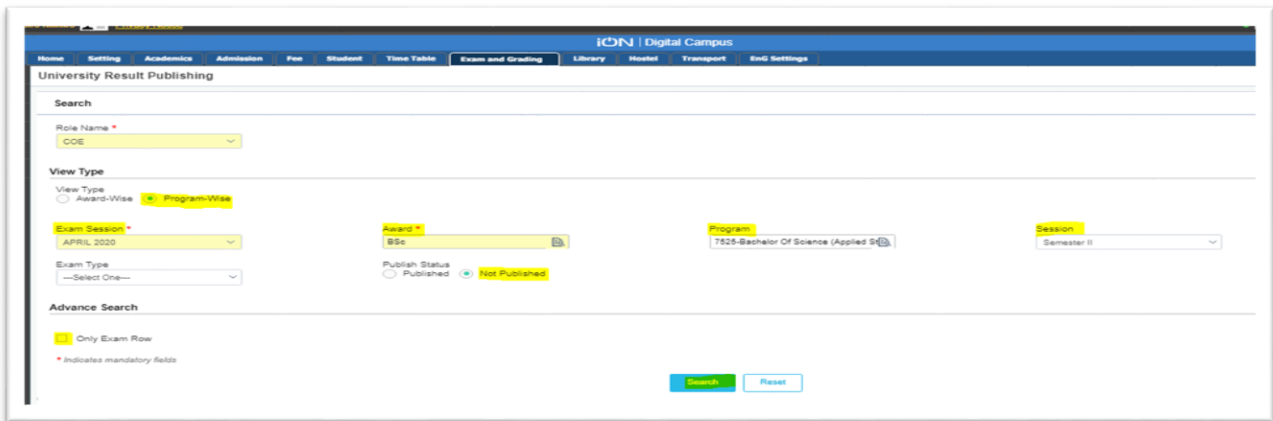 iON | Digital Campus
Home Setting Academics Admission Fee Student Time Table Exam and Grading Library Hostel Transport EnG Settings
University Result Publishing
Search
Role Name *
COE
View Type
View Type
Award-Wise Program-Wise
Exam Session * Award * Program Session
APRIL 2020 BSc 7525-Bachelor Of Science (Applied St Semester II
Exam Type Publish Status
---Select One--- Published Not Published
Advance Search
Only Exam Row
* Indicates mandatory fields
Search Reset